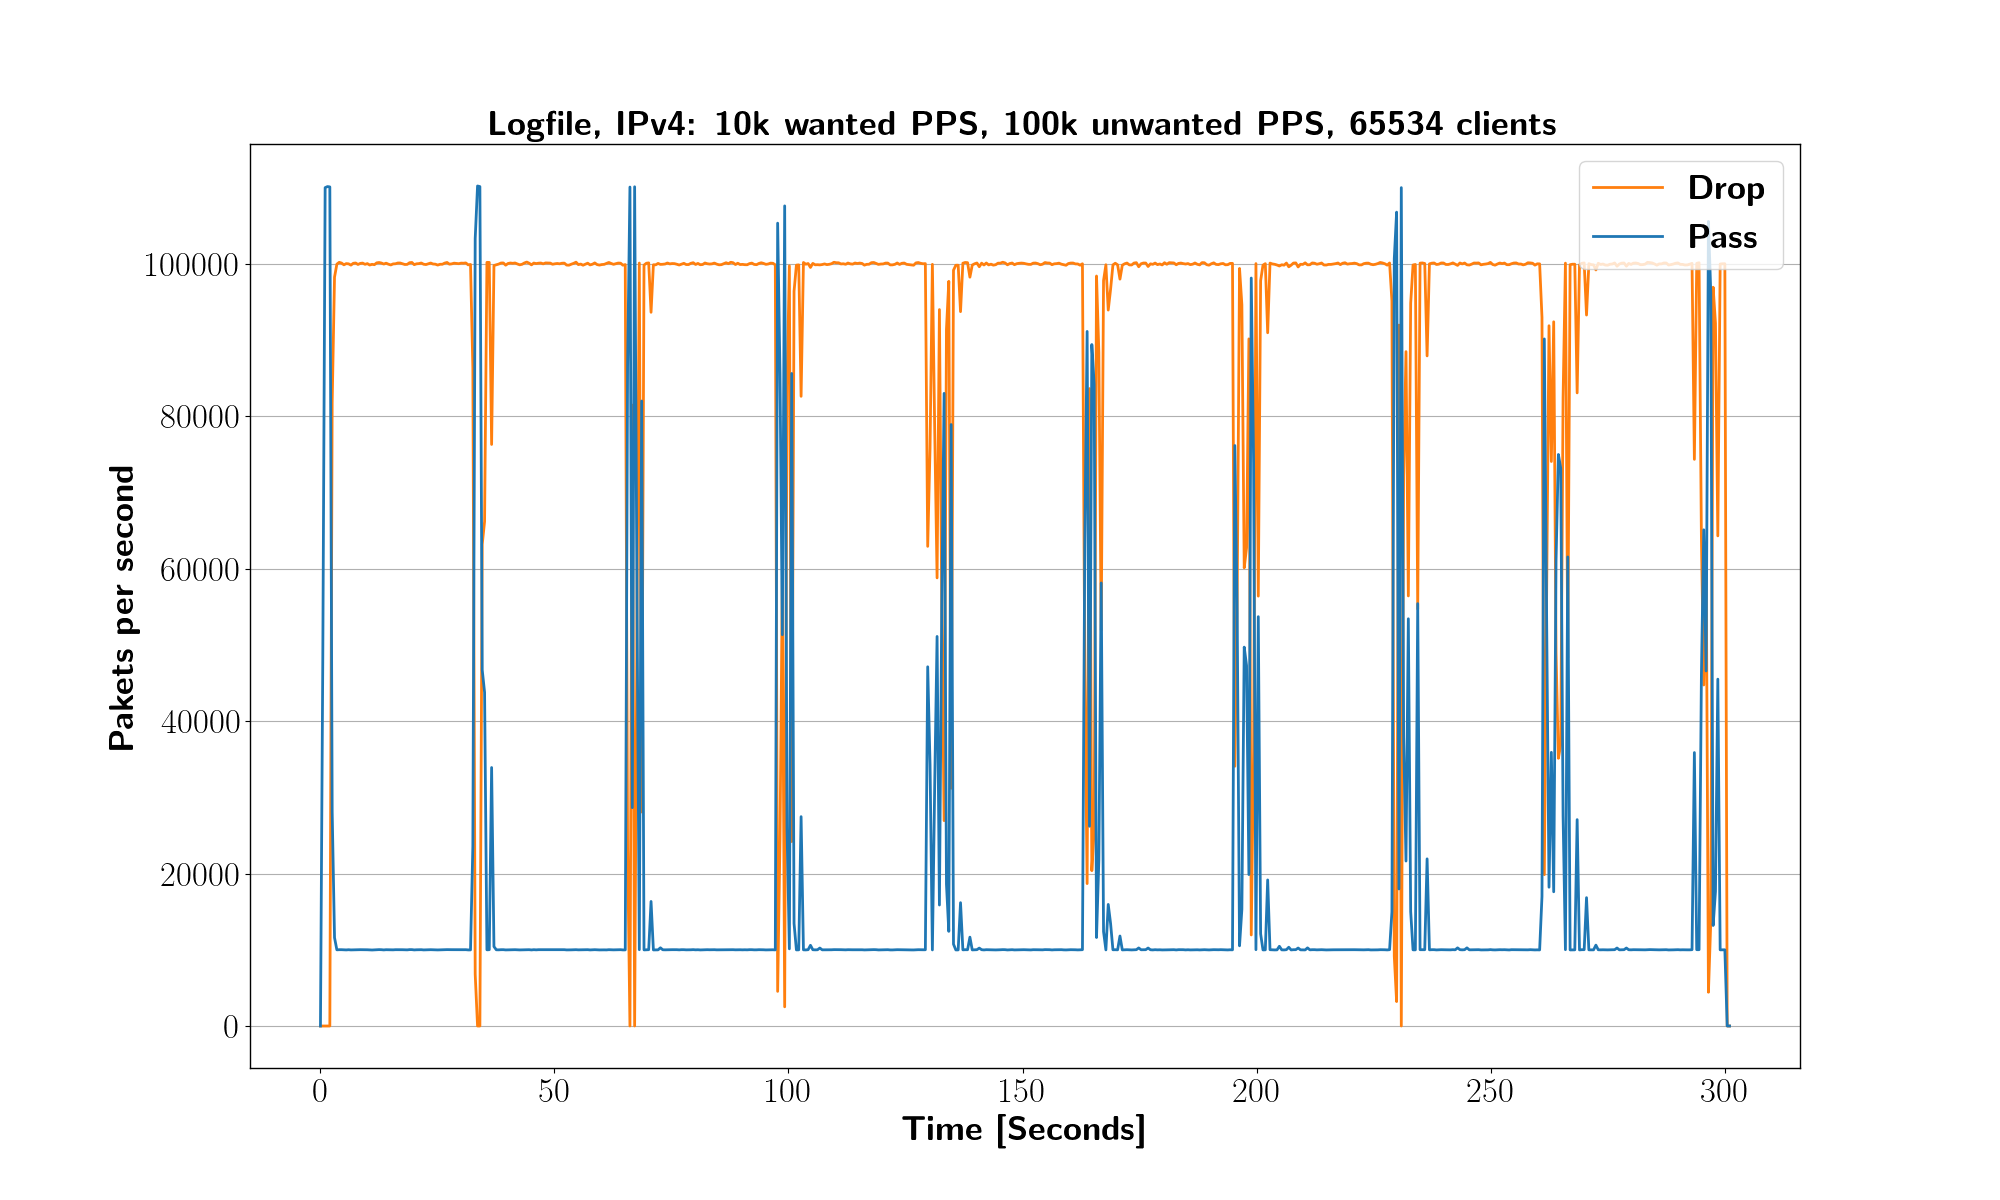 Logfile, IPv4: 10k wanted PPS, 100k unwanted PPS, 65534 clients
Drop
Pass
100000
80000
60000
40000
20000
0
Pakets per second
0 50 100 150 200 250 300
Time [Seconds]